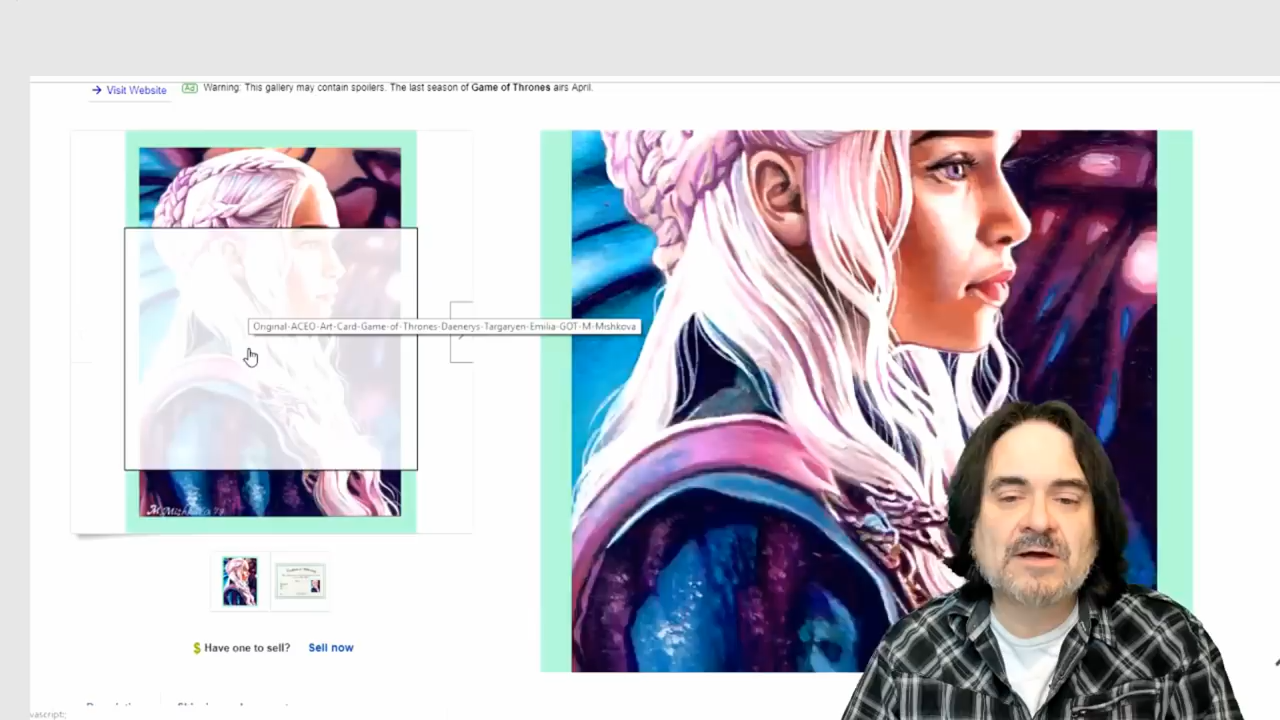 Visit Website
Ad
Warning: This gallery may contain spoilers. The last season of Game of Thrones airs April.
Original-ACEO-Art-Card-Game-of-Thrones-Daenerys-Targaryen-Emilia-GOT-M-Mishkova
$ Have one to sell? Sell now